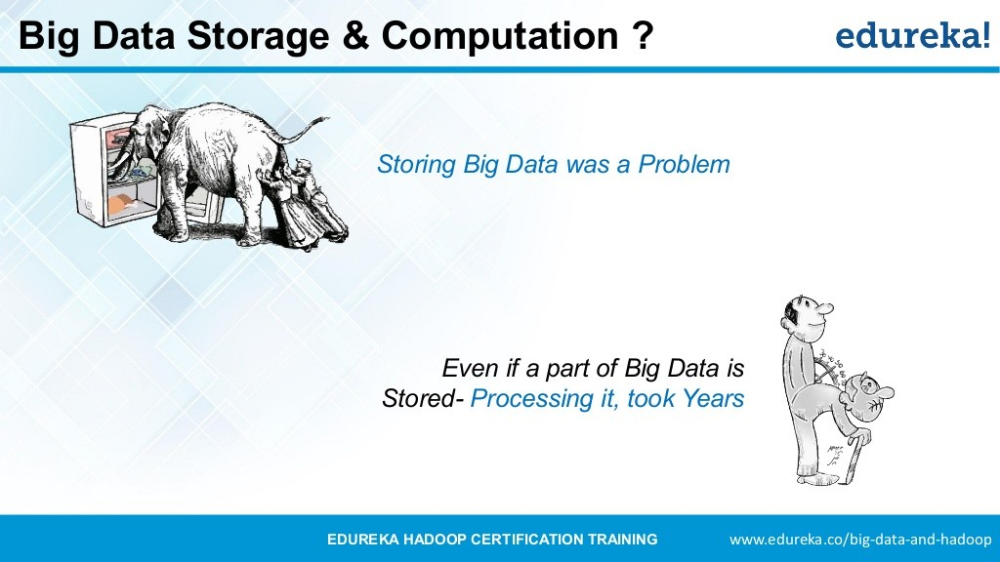 Big Data Storage & Computation ?
edureka!
Storing Big Data was a Problem
Even if a part of Big Data is
Stored- Processing it, took Years
EDUREKA HADOOP CERTIFICATION TRAINING
www.edureka.co/big-data-and-hadoop